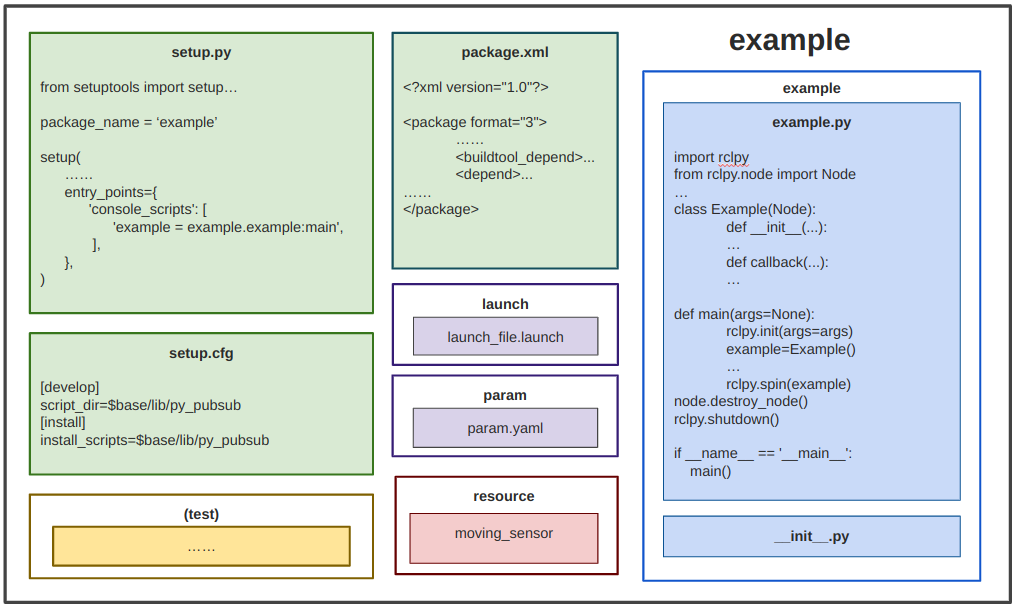 example
setup.py
from setuptools import setup…
package_name = ‘example’
setup(
……
entry_points={
'console_scripts': [
'example = example.example:main',
],
},
)
setup.cfg
[develop]
script_dir=$base/lib/py_pubsub
[install]
install_scripts=$base/lib/py_pubsub
(test)
……
package.xml
<?xml version="1.0"?>
<package format="3">
……
<buildtool_depend>...
<depend>...
……
</package>
launch
launch_file.launch
param
param.yaml
resource
moving_sensor
example
example.py
import rclpy
from rclpy.node import Node
…
class Example(Node):
def __init__(...):
…
def callback(...):
…
def main(args=None):
rclpy.init(args=args)
example=Example()
…
rclpy.spin(example)
node.destroy_node()
rclpy.shutdown()
if __name__ == '__main__':
main()
__init__.py